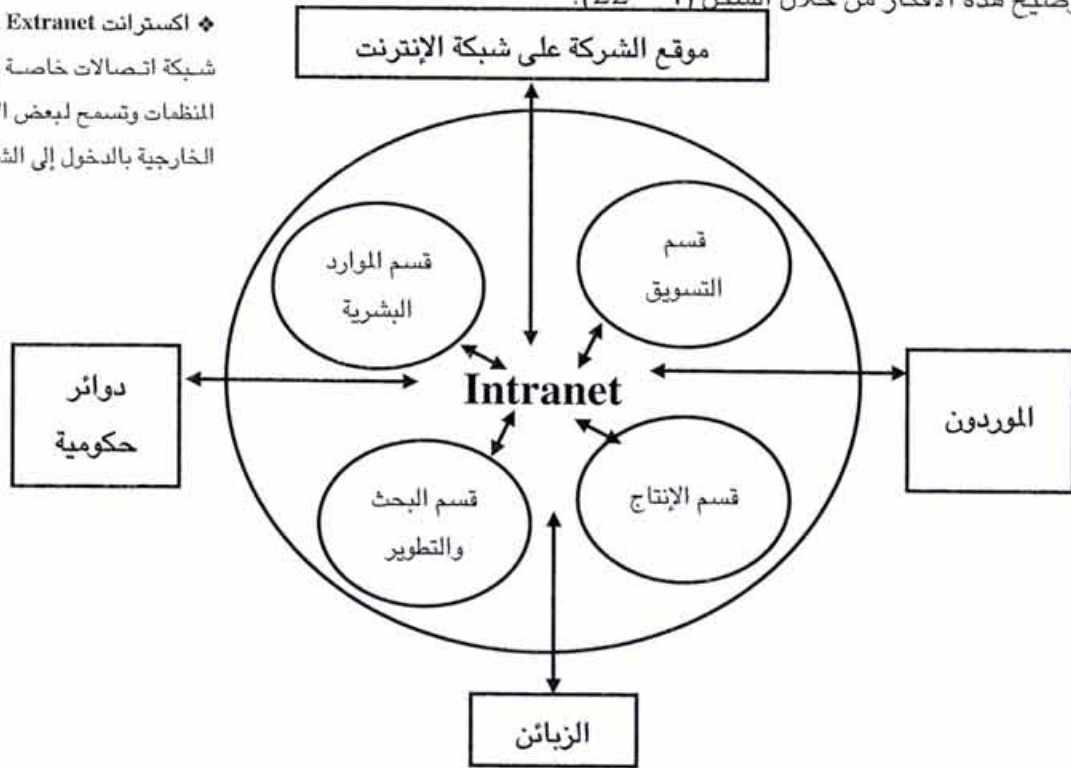 ❖ اكسترانت Extranet
شبكة اتصالات خاصة
المنظمات وتسمح لبعض
الخارجية بالدخول إلى
موقع الشركة على شبكة الإنترنت
قسم الموارد
البشرية
قسم
التسويق
دوائر
حكومية
Intranet
الموردون
قسم البحث
والتطوير
قسم الإنتاج
الزبائن